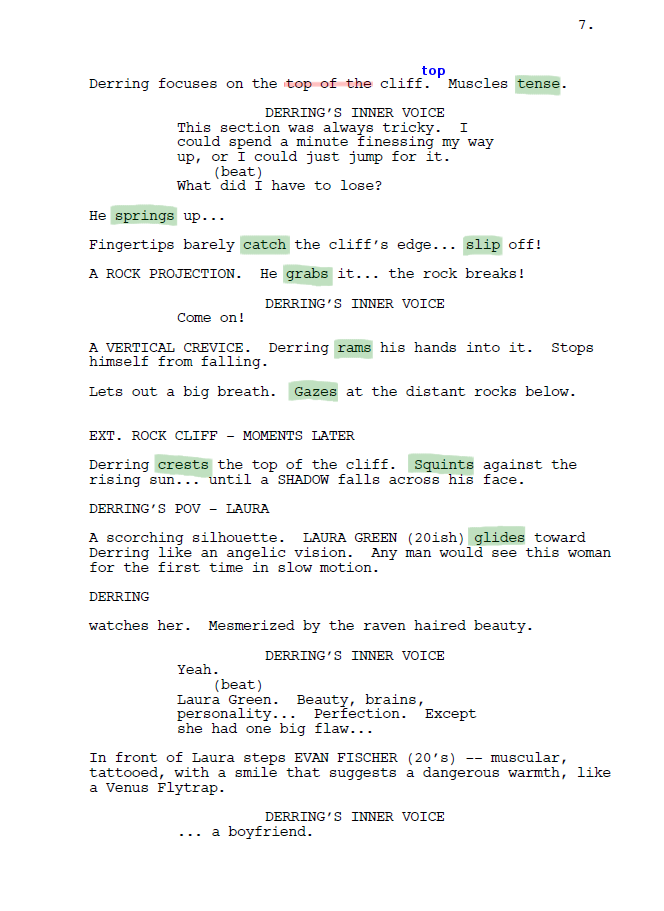 7.
top
Derring focuses on the top of the cliff.  Muscles tense.
DERRING'S INNER VOICE
This section was always tricky.  I
could spend a minute finessing my way
up, or I could just jump for it.
(beat)
What did I have to lose?
He springs up...
Fingertips barely catch the cliff's edge... slip off!
A ROCK PROJECTION.  He grabs it... the rock breaks!
DERRING'S INNER VOICE
Come on!
A VERTICAL CREVICE.  Derring rams his hands into it.  Stops
himself from falling.
Lets out a big breath.  Gazes at the distant rocks below.
EXT. ROCK CLIFF – MOMENTS LATER
Derring crests the top of the cliff.  Squints against the
rising sun... until a SHADOW falls across his face.
DERRING'S POV – LAURA
A scorching silhouette.  LAURA GREEN (20ish) glides toward
Derring like an angelic vision.  Any man would see this woman
for the first time in slow motion.
DERRING
watches her.  Mesmerized by the raven haired beauty.
DERRING'S INNER VOICE
Yeah.
(beat)
Laura Green.  Beauty, brains,
personality...  Perfection.  Except
she had one big flaw...
In front of Laura steps EVAN FISCHER (20's) –– muscular,
tattooed, with a smile that suggests a dangerous warmth, like
a Venus Flytrap.
DERRING'S INNER VOICE
... a boyfriend.